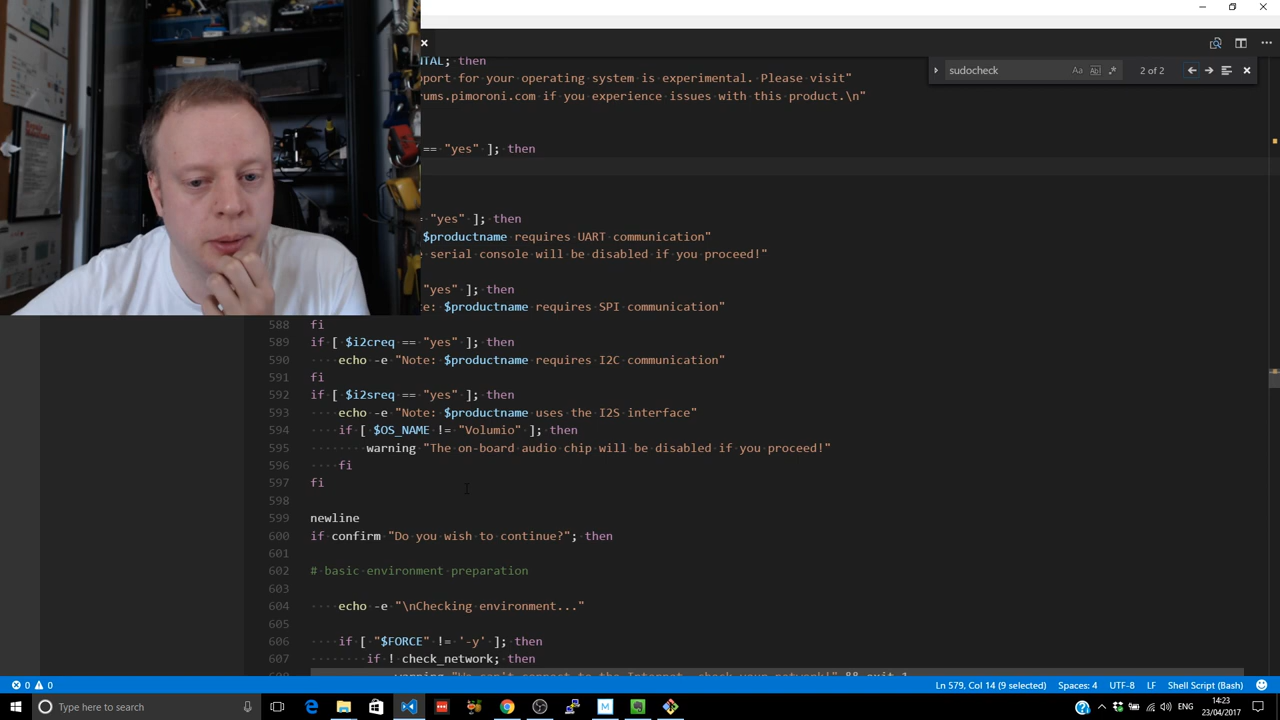 NTAL; then
port for your operating system is experimental. Please visit"
rums.pimoroni.com if you experience issues with this product.\n"
== "yes" ]; then
= "yes" ]; then
$productname requires UART communication"
e serial console will be disabled if you proceed!"
"yes" ]; then
te: $productname requires SPI communication"
588 fi
589 if [ $i2creq == "yes" ]; then
590 echo -e "Note: $productname requires I2C communication"
591 fi
592 if [ $i2sreq == "yes" ]; then
593 echo -e "Note: $productname uses the I2S interface"
594 if [ $OS_NAME != "Volumio" ]; then
595 warning "The on-board audio chip will be disabled if you proceed!"
596 fi
597 fi
598
599 newline
600 if confirm "Do you wish to continue?"; then
601
602 # basic environment preparation
603
604 echo -e "\nChecking environment..."
605
606 if [ "$FORCE" != '-y' ]; then
607 if ! check_network; then
sudocheck
Aa Abl .*
2 of 2
0 0
Ln 579, Col 14 (9 selected) Spaces: 4 UTF-8 LF Shell Script (Bash)
Type here to search
14:23
23/04/2017